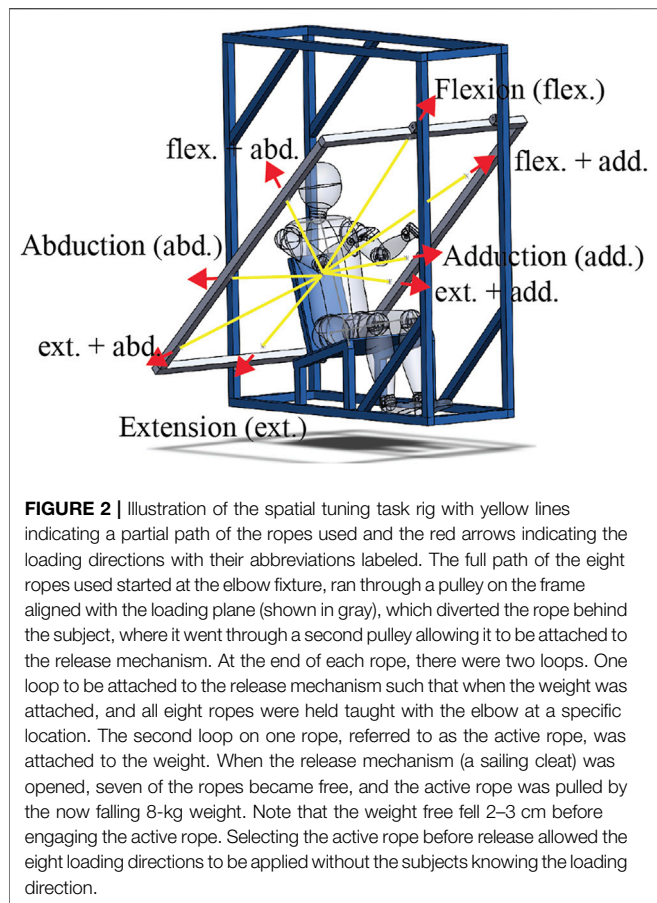 Flexion (flex.)
flex. + abd.
flex. + add.
Abduction (abd.)
Adduction (add.)
ext. + add.
ext. + abd.
Extension (ext.)
FIGURE 2 | Illustration of the spatial tuning task rig with yellow lines
indicating a partial path of the ropes used and the red arrows indicating the
loading directions with their abbreviations labeled. The full path of the eight
ropes used started at the elbow fixture, ran through a pulley on the frame
aligned with the loading plane (shown in gray), which diverted the rope behind
the subject, where it went through a second pulley allowing it to be attached to
the release mechanism. At the end of each rope, there were two loops. One
loop to be attached to the release mechanism such that when the weight was
attached, and all eight ropes were held taught with the elbow at a specific
location. The second loop on one rope, referred to as the active rope, was
attached to the weight. When the release mechanism (a sailing cleat) was
opened, seven of the ropes became free, and the active rope was pulled by
the now falling 8-kg weight. Note that the weight free fell 2–3 cm before
engaging the active rope. Selecting the active rope before release allowed the
eight loading directions to be applied without the subjects knowing the loading
direction.